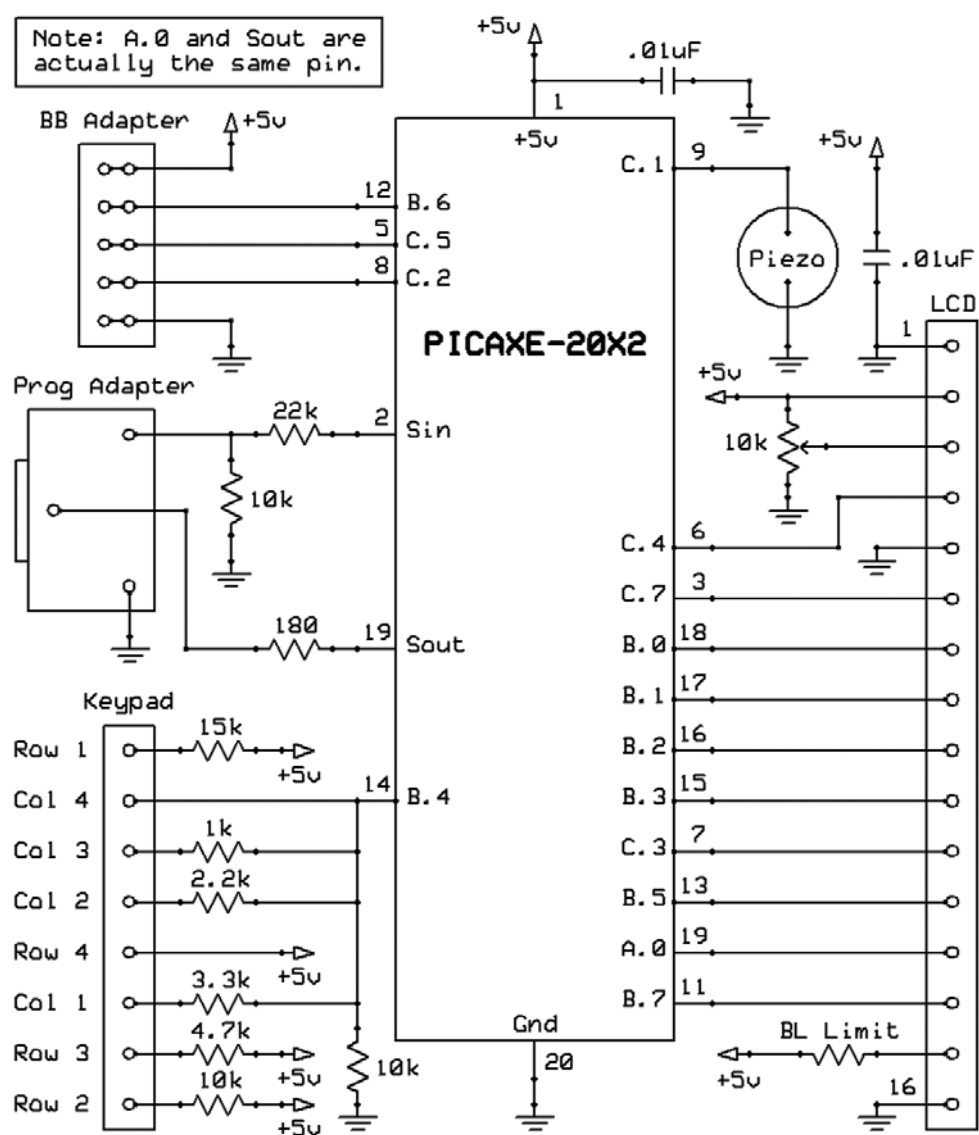 Note: A.0 and Sout are
actually the same pin.
BB Adapter
+5v
12
B.6
5
C.5
8
C.2
+5v
.01uF
1
+5v
C.1
9
Piezo
+5v
.01uF
LCD
1
PICAXE-20X2
Prog Adapter
22k
2
Sin
10k
180
19
Sout
+5v
10k
C.4
6
C.7
3
B.0
18
B.1
17
B.2
16
B.3
15
C.3
7
B.5
13
A.0
19
B.7
11
BL Limit
+5v
16
Keypad
Row 1
15k
+5v
Col 4
14
B.4
Col 3
1k
Col 2
2.2k
Row 4
+5v
Col 1
3.3k
Row 3
4.7k
+5v
Row 2
10k
+5v
10k
Gnd
20